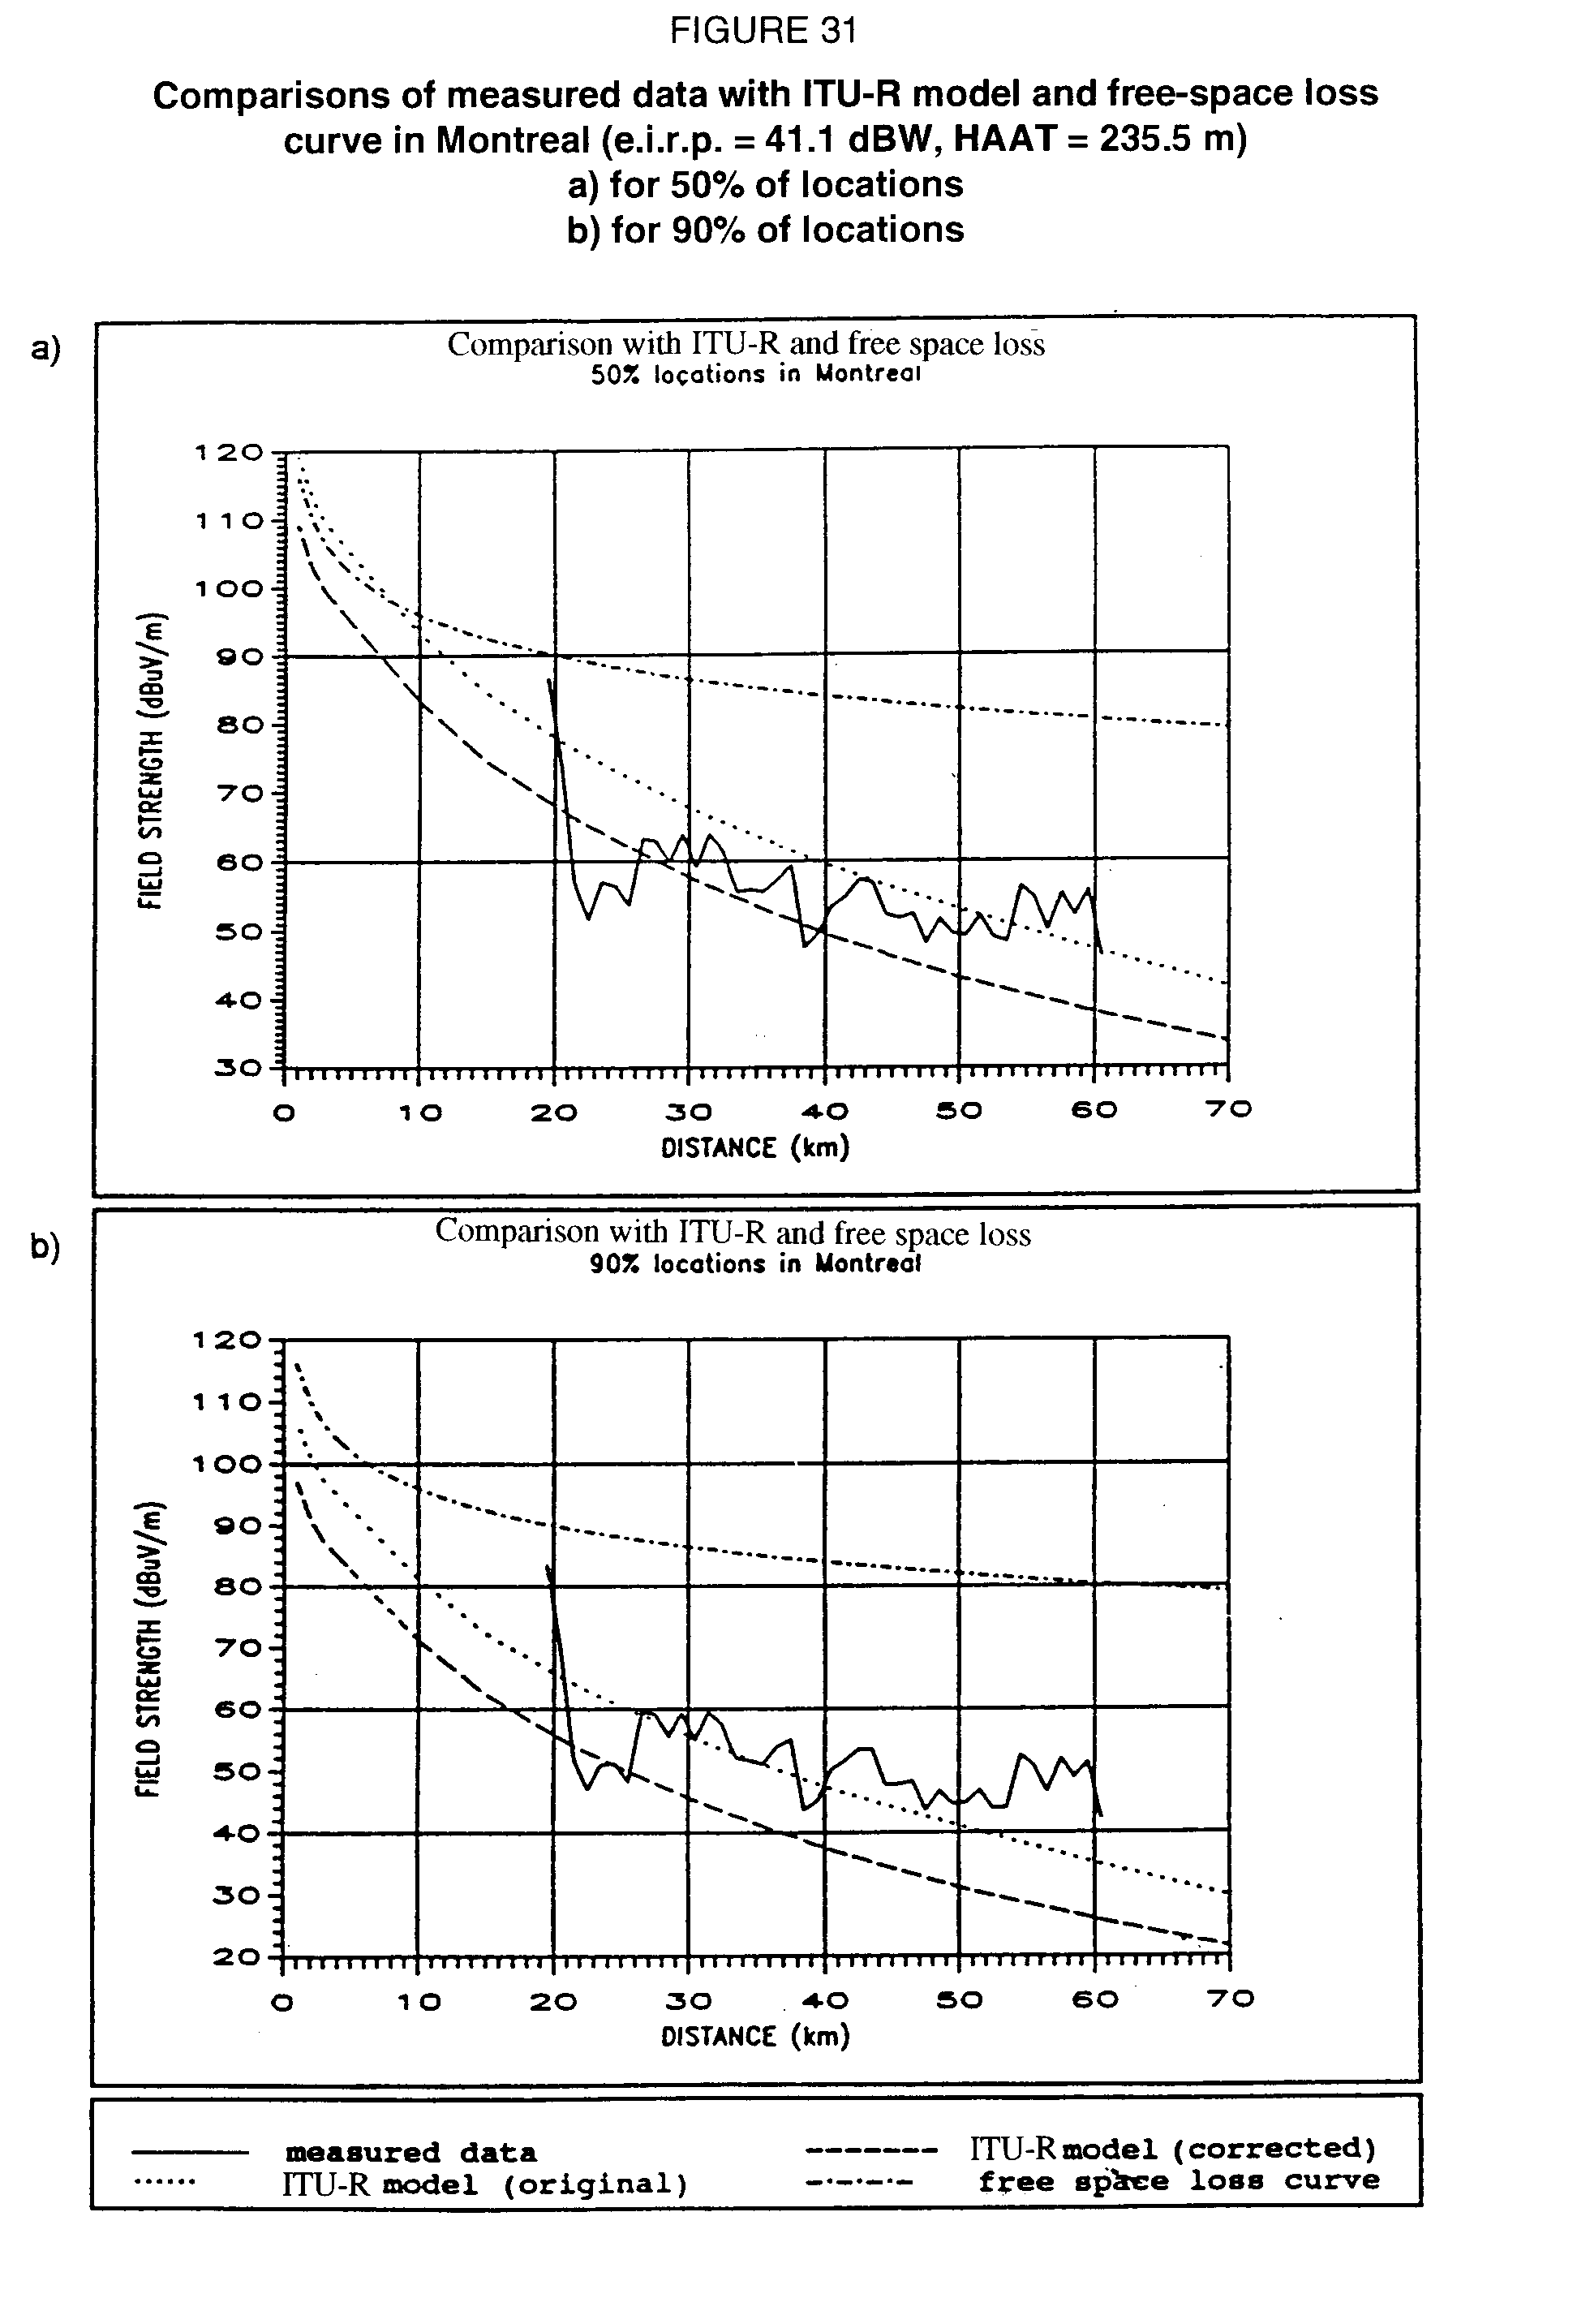 FIGURE 31
Comparisons of measured data with ITU-R model and free-space loss
curve in Montreal (e.i.r.p. = 41.1 dBW, HAAT = 235.5 m)
a) for 50% of locations
b) for 90% of locations
a)
Comparison with ITU-R and free space loss
50% locations in Montreal
120
110
100
90
80
70
60
50
40
30
FIELD STRENGTH (dBuV/m)
0 10 20 30 40 50 60 70
DISTANCE (km)
b)
Comparison with ITU-R and free space loss
90% locations in Montreal
120
110
100
90
80
70
60
50
40
30
20
FIELD STRENGTH (dBuV/m)
0 10 20 30 40 50 60 70
DISTANCE (km)
measured data
ITU-R model (corrected)
ITU-R model (original)
free space loss curve